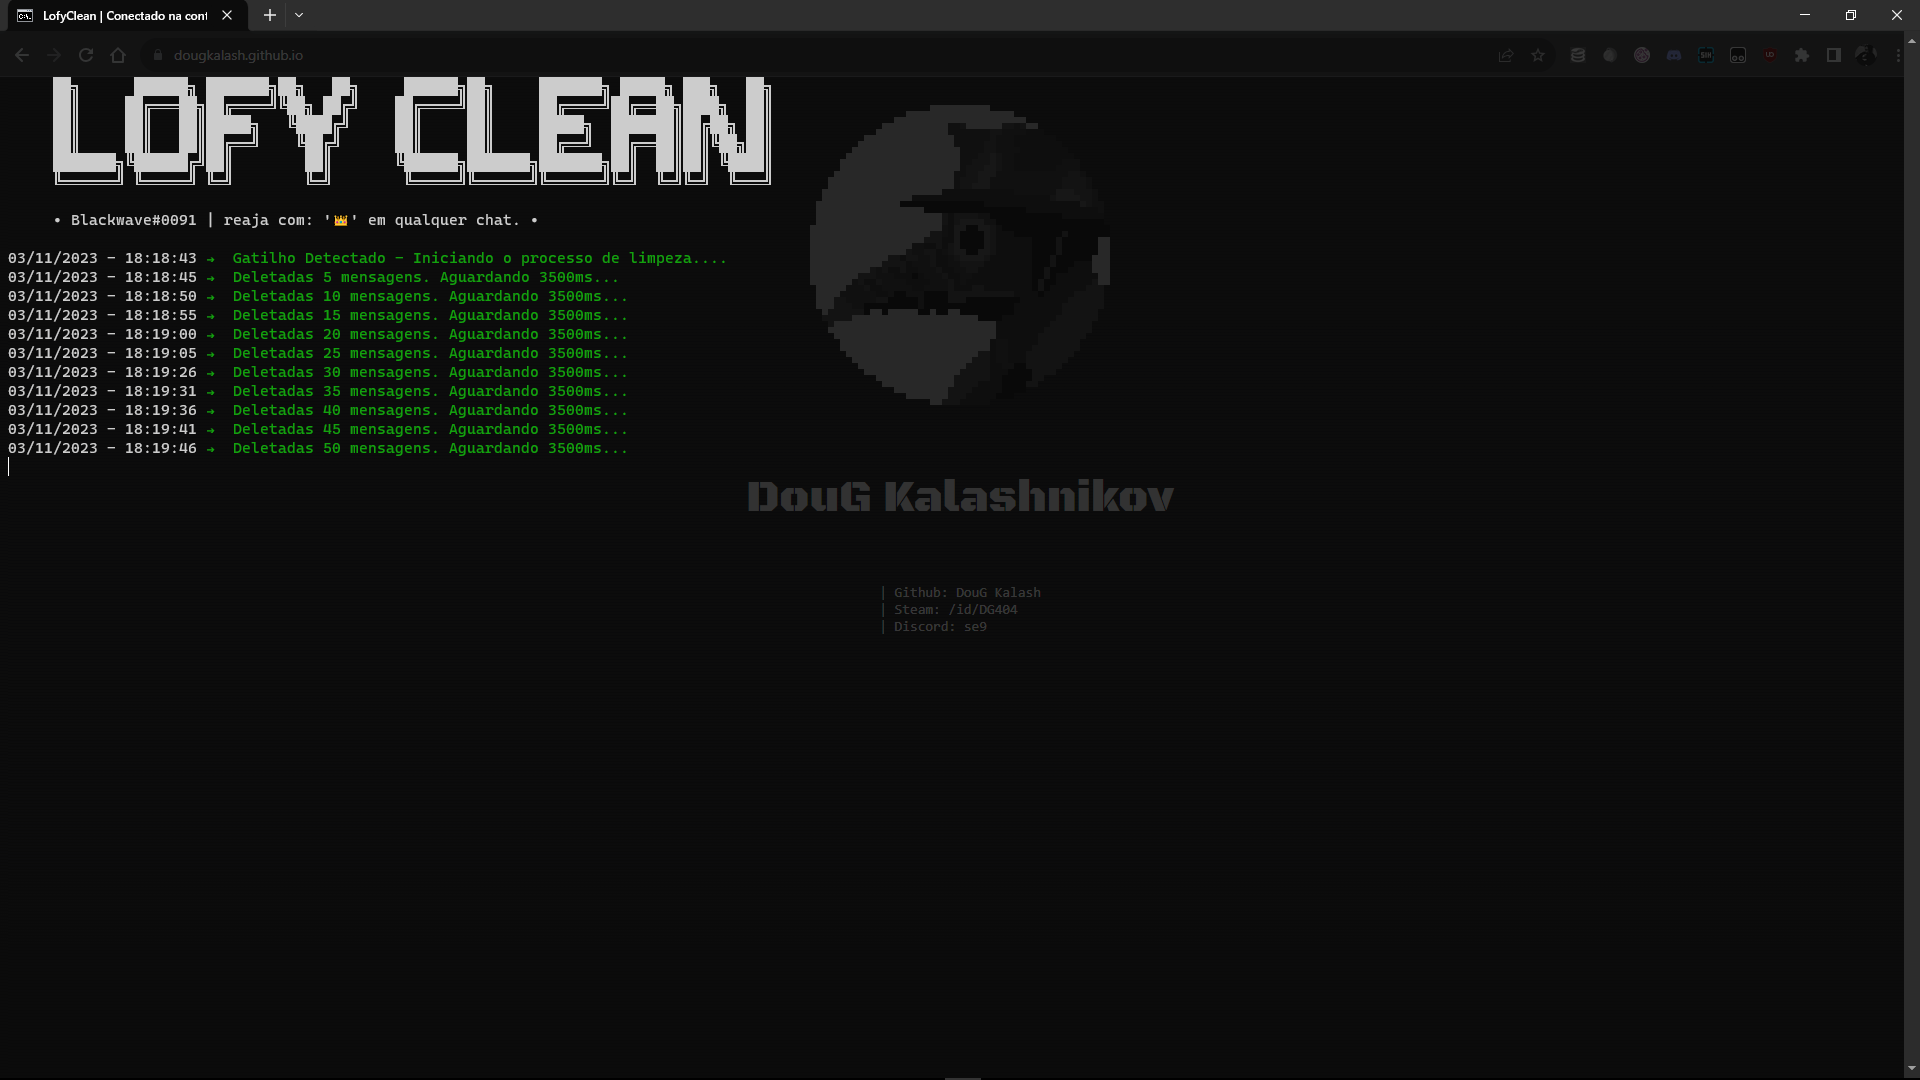 LofyClean | Conectado na cont
dougkalash.github.io
LOFY CLEAN
• Blackwave#0091 | reaja com: '👑' em qualquer chat. •
03/11/2023 - 18:18:43 → Gatilho Detectado - Iniciando o processo de limpeza....
03/11/2023 - 18:18:45 → Deletadas 5 mensagens. Aguardando 3500ms...
03/11/2023 - 18:18:50 → Deletadas 10 mensagens. Aguardando 3500ms...
03/11/2023 - 18:18:55 → Deletadas 15 mensagens. Aguardando 3500ms...
03/11/2023 - 18:19:00 → Deletadas 20 mensagens. Aguardando 3500ms...
03/11/2023 - 18:19:05 → Deletadas 25 mensagens. Aguardando 3500ms...
03/11/2023 - 18:19:26 → Deletadas 30 mensagens. Aguardando 3500ms...
03/11/2023 - 18:19:31 → Deletadas 35 mensagens. Aguardando 3500ms...
03/11/2023 - 18:19:36 → Deletadas 40 mensagens. Aguardando 3500ms...
03/11/2023 - 18:19:41 → Deletadas 45 mensagens. Aguardando 3500ms...
03/11/2023 - 18:19:46 → Deletadas 50 mensagens. Aguardando 3500ms...
DouG Kalashnikov
| Github: DouG Kalash
| Steam: /id/DG404
| Discord: se9